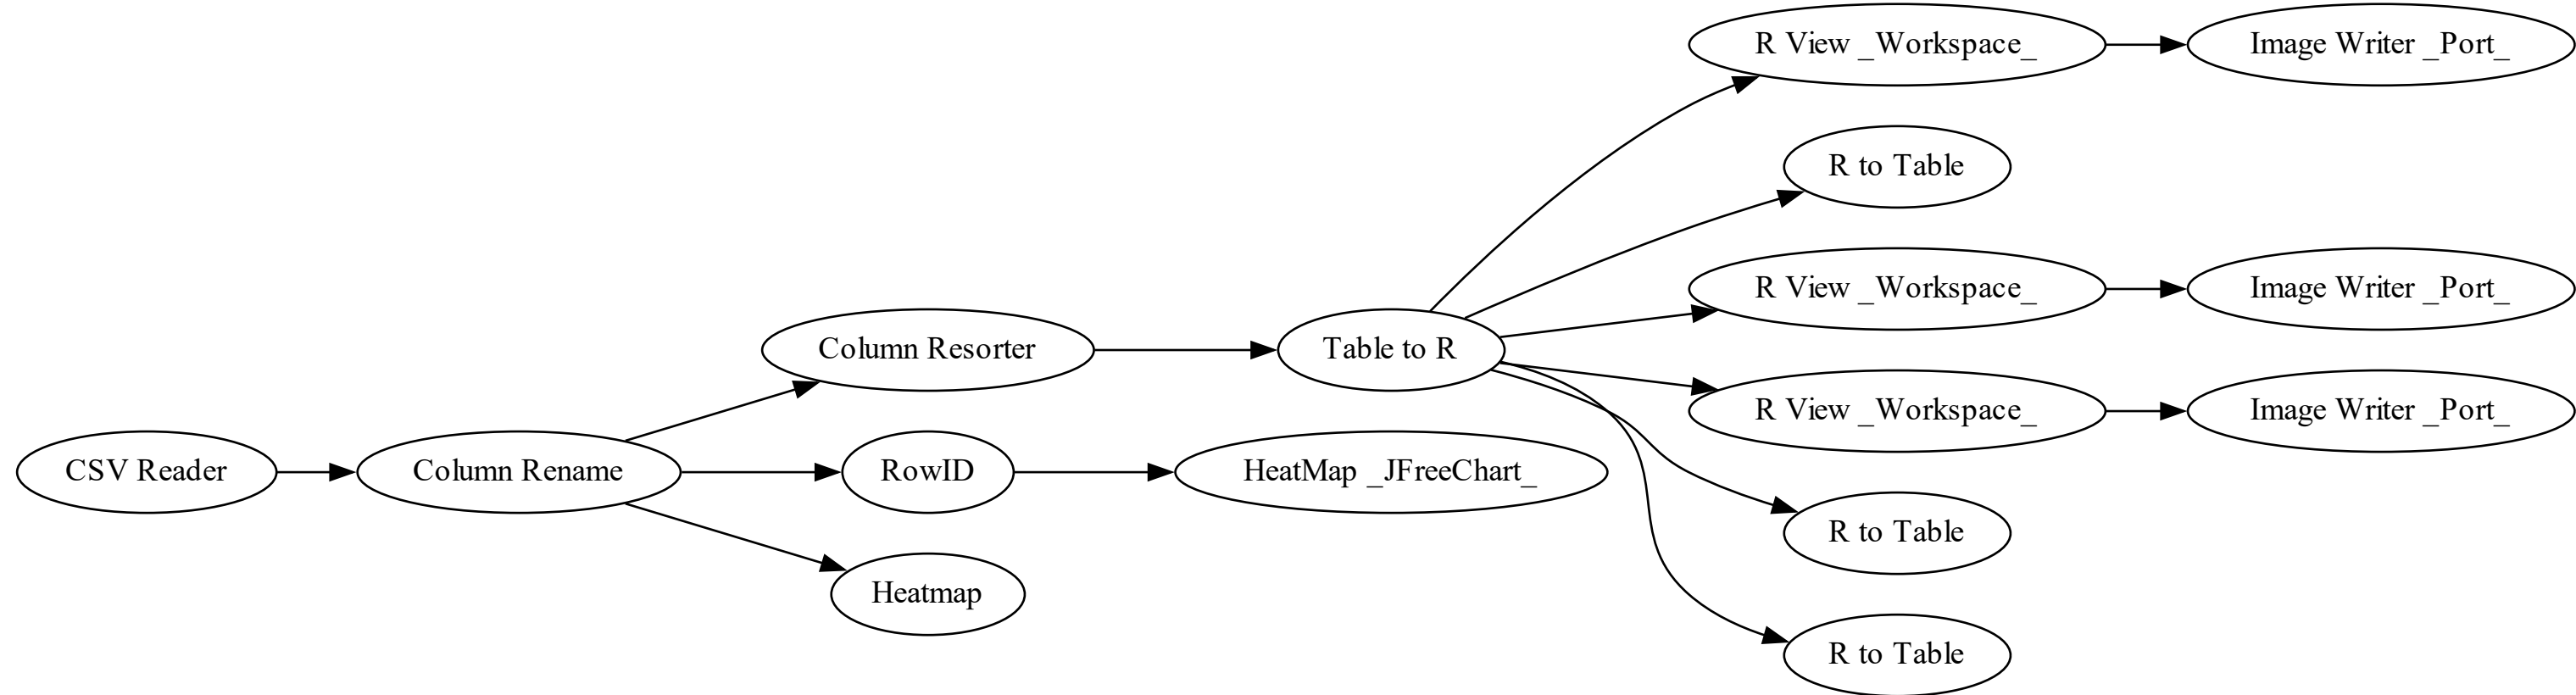 R View _Workspace_
Image Writer _Port_
R to Table
R View _Workspace_
Image Writer _Port_
Column Resorter
Table to R
R View _Workspace_
Image Writer _Port_
CSV Reader
Column Rename
RowID
HeatMap _JFreeChart_
R to Table
Heatmap
R to Table